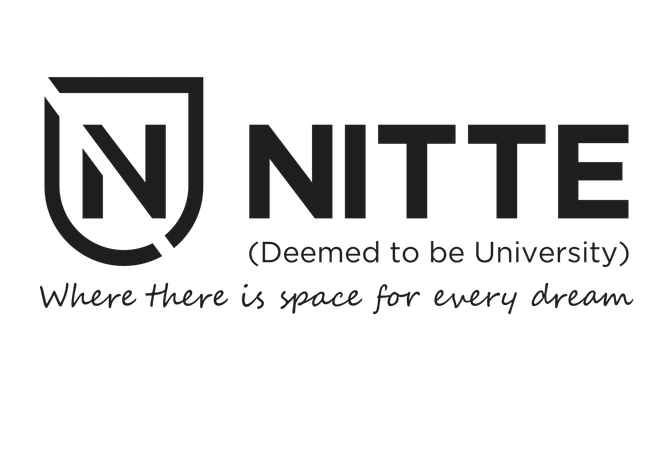 N NITTE
(Deemed to be University)
Where there is space for every dream